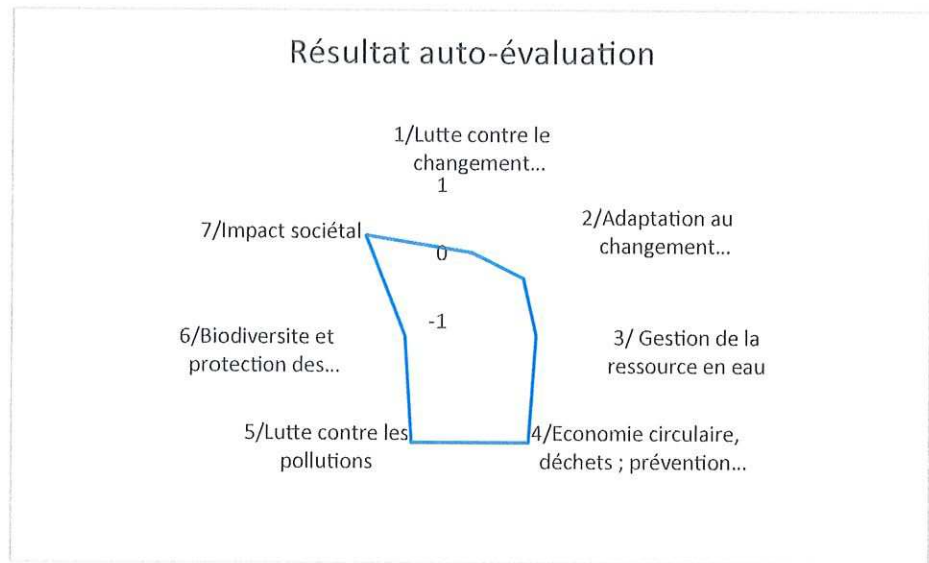 Résultat auto-évaluation
1/Lutte contre le
changement...
1
2/Adaptation au
changement...
7/Impact sociétal
0
-1
3/ Gestion de la
ressource en eau
6/Biodiversite et
protection des...
5/Lutte contre les
pollutions
4/Economie circulaire,
déchets ; prévention...